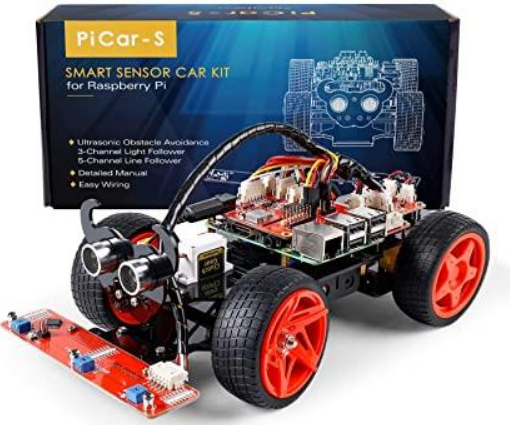 PiCar-S
SMART SENSOR CAR KIT
for Raspberry Pi
Ultrasonic Obstacle Avoidance
3-Channel Light Follower
5-Channel Line Follower
Detailed Manual
Easy Wiring